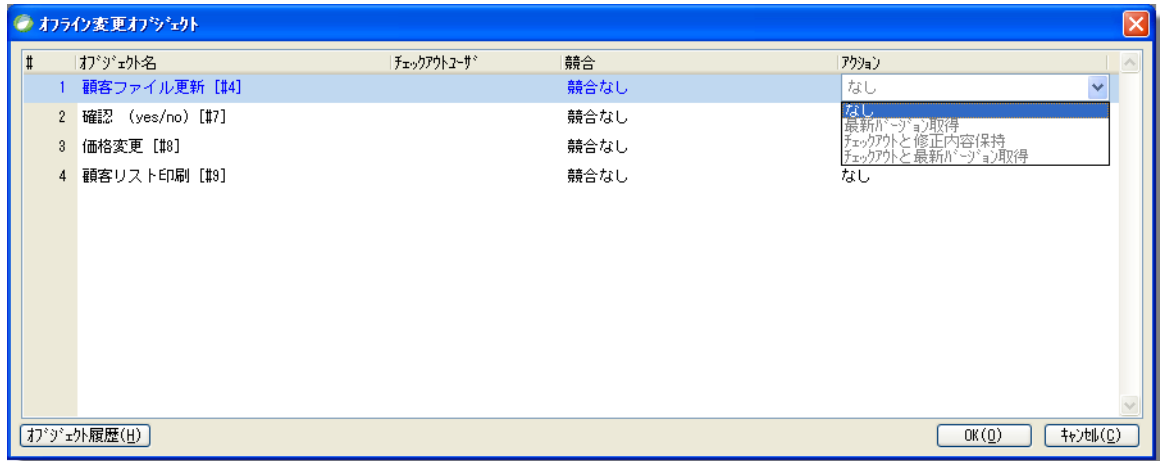 ｵﾌﾗｲﾝ変更ｵﾌﾞｼﾞｪｸﾄ
# ｵﾌﾞｼﾞｪｸﾄ名 ﾁｪｯｸｱｳﾄﾕｰｻﾞ 競合 ｱｸｼｮﾝ
1 顧客ファイル更新 [#4] 競合なし なし
2 確認 (yes/no) [#7] 競合なし
なし
最新ﾊﾞｰｼﾞｮﾝ取得
3 価格変更 [#8] 競合なし
ﾁｪｯｸｱｳﾄと修正内容保持
ﾁｪｯｸｱｳﾄと最新ﾊﾞｰｼﾞｮﾝ取得
4 顧客リスト印刷 [#9] 競合なし なし
ｵﾌﾞｼﾞｪｸﾄ履歴(H) OK(O) ｷｬﾝｾﾙ(C)